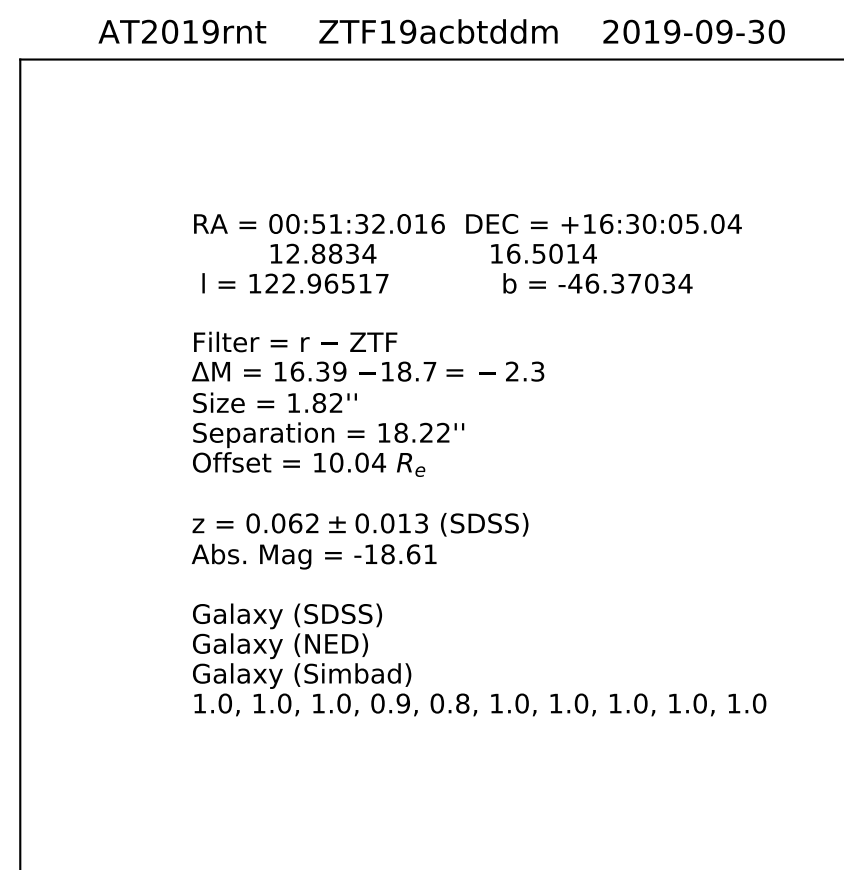 AT2019rnt ZTF19acbtddm 2019-09-30
RA = 00:51:32.016 DEC = +16:30:05.04
12.8834 16.5014
l = 122.96517 b = -46.37034
Filter = r − ZTF
ΔM = 16.39 −18.7 = − 2.3
Size = 1.82''
Separation = 18.22''
Offset = 10.04 Rₑ
z = 0.062 ± 0.013 (SDSS)
Abs. Mag = -18.61
Galaxy (SDSS)
Galaxy (NED)
Galaxy (Simbad)
1.0, 1.0, 1.0, 0.9, 0.8, 1.0, 1.0, 1.0, 1.0, 1.0